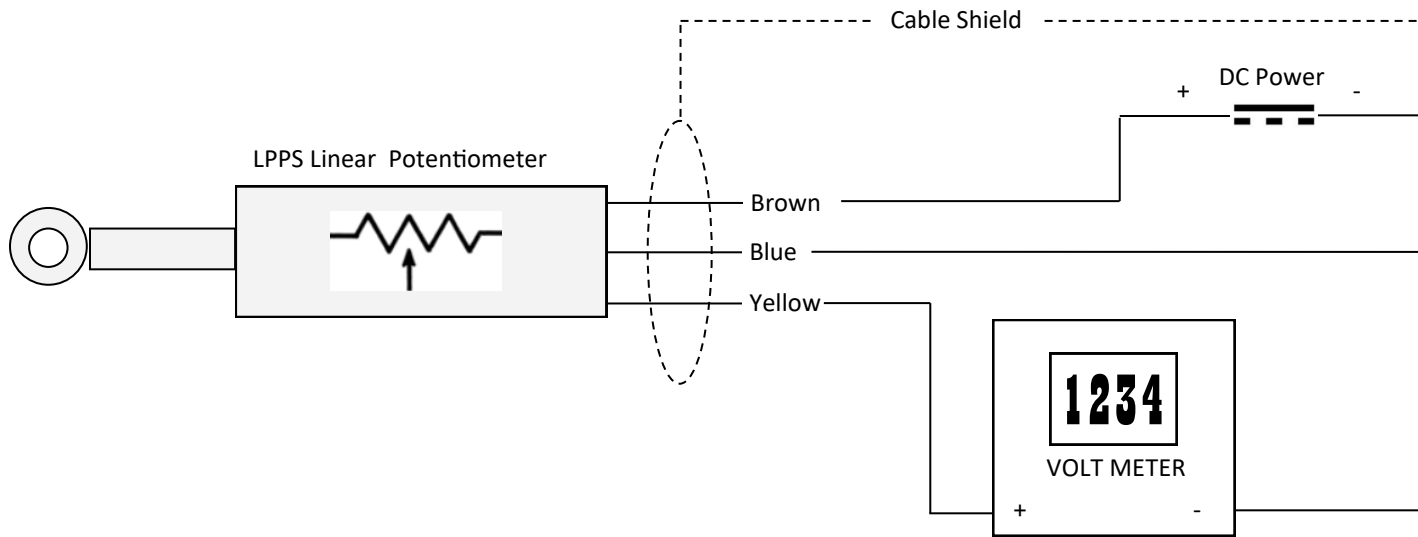 Cable Shield
DC Power
+ -
LPPS Linear Potentiometer
Brown
Blue
Yellow
1234
VOLT METER
+ -